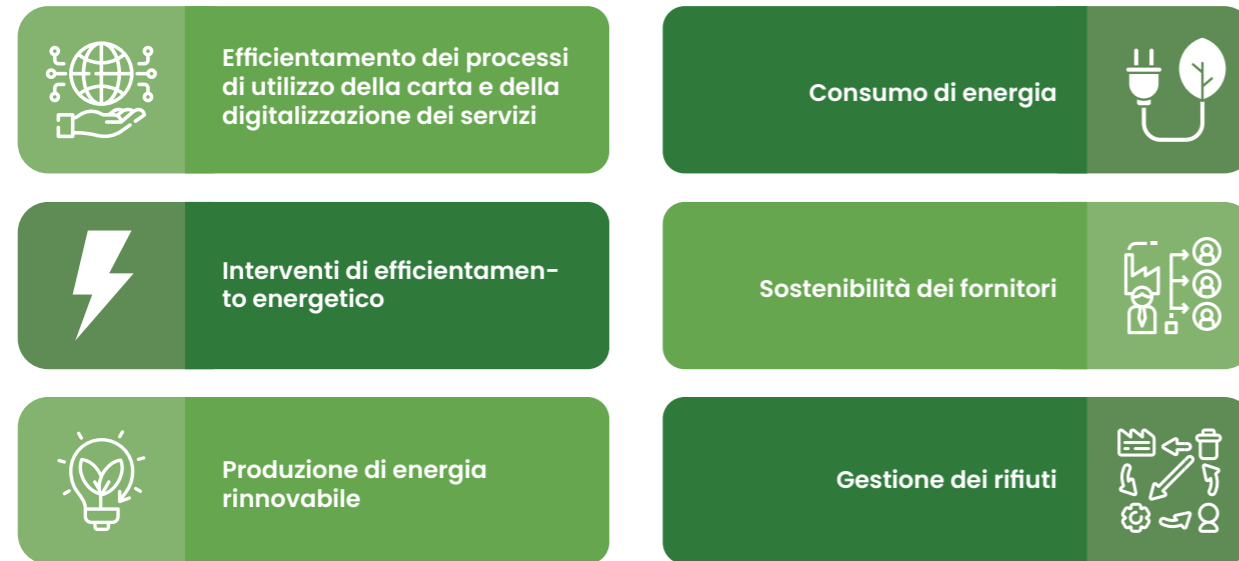 Efficientamento dei processi
di utilizzo della carta e della
digitalizzazione dei servizi
Consumo di energia
Interventi di efficientamen-
to energetico
Sostenibilità dei fornitori
Produzione di energia
rinnovabile
Gestione dei rifiuti